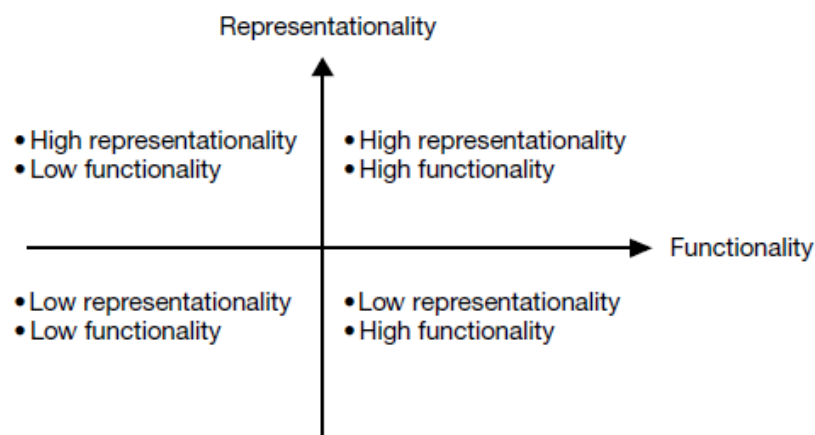 Representationality
• High representationality
• Low functionality
• High representationality
• High functionality
Functionality
• Low representationality
• Low functionality
• Low representationality
• High functionality